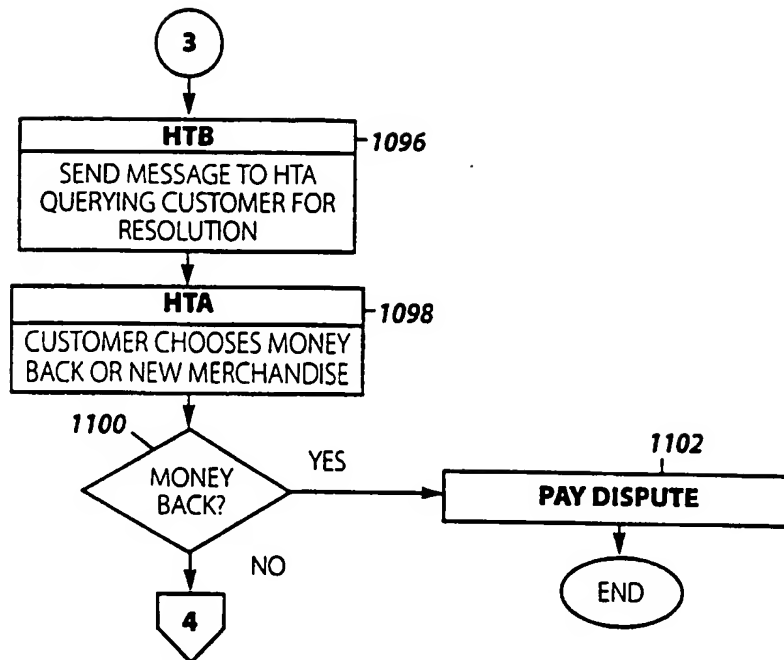 3
HTB
1096
SEND MESSAGE TO HTA
QUERYING CUSTOMER FOR
RESOLUTION
HTA
1098
CUSTOMER CHOOSES MONEY
BACK OR NEW MERCHANDISE
1100
MONEY
BACK?
YES
1102
PAY DISPUTE
NO
END
4